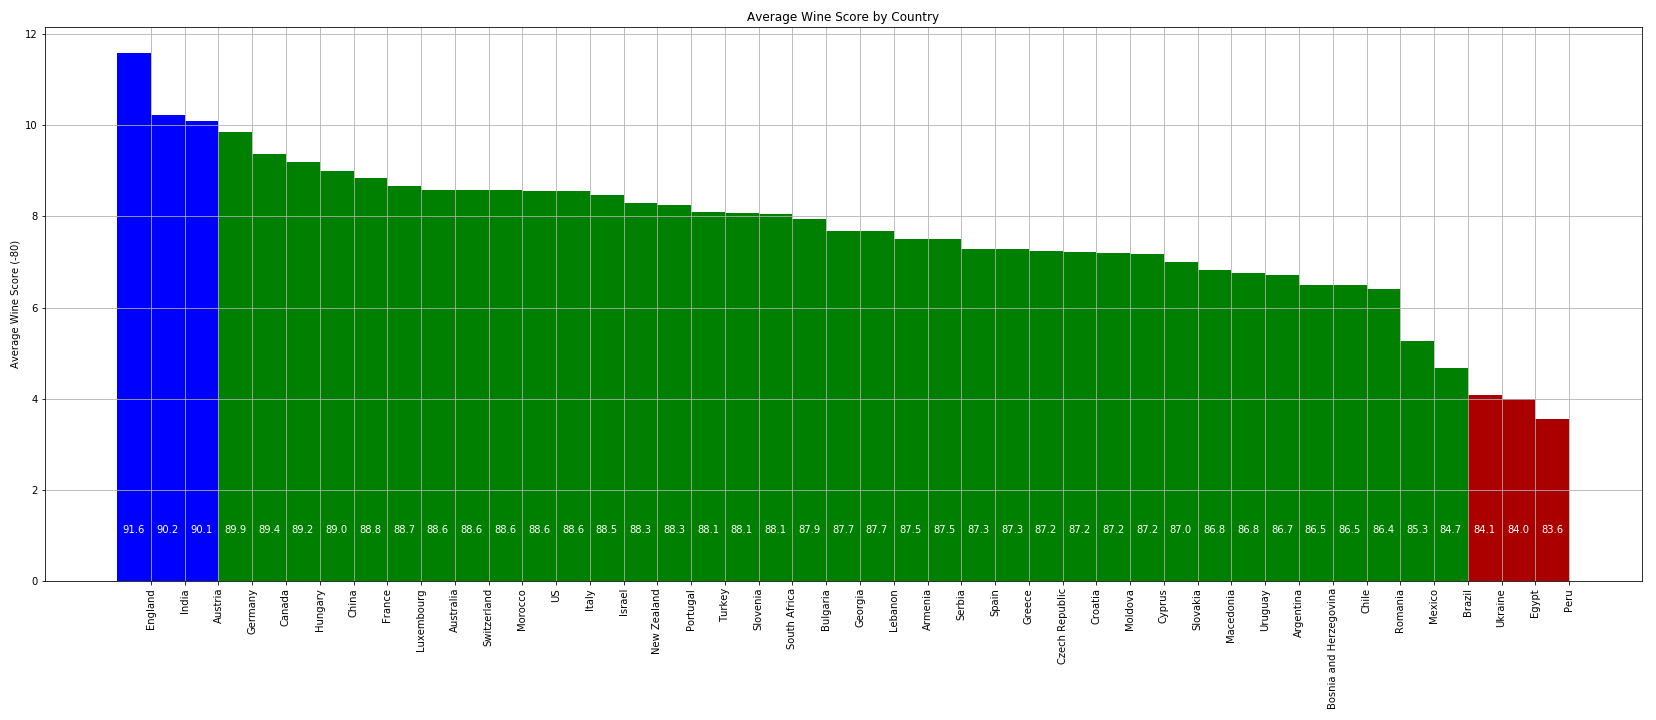 Average Wine Score by Country
12
10
8
6
4
2
0
Average Wine Score (-80)
91.6 90.2 90.1 89.9 89.4 89.2 89.0 88.8 88.7 88.6 88.6 88.6 88.6 88.6 88.5 88.3 88.3 88.1 88.1 88.1 87.9 87.7 87.7 87.5 87.5 87.3 87.3 87.2 87.2 87.2 87.2 87.0 86.8 86.8 86.7 86.5 86.5 86.4 85.3 84.7 84.1 84.0 83.6
England
India
Austria
Germany
Canada
Hungary
China
France
Luxembourg
Australia
Switzerland
Morocco
US
Italy
Israel
New Zealand
Portugal
Turkey
Slovenia
South Africa
Bulgaria
Georgia
Lebanon
Armenia
Serbia
Spain
Greece
Czech Republic
Croatia
Moldova
Cyprus
Slovakia
Macedonia
Uruguay
Argentina
Bosnia and Herzegovina
Chile
Romania
Mexico
Brazil
Ukraine
Egypt
Peru